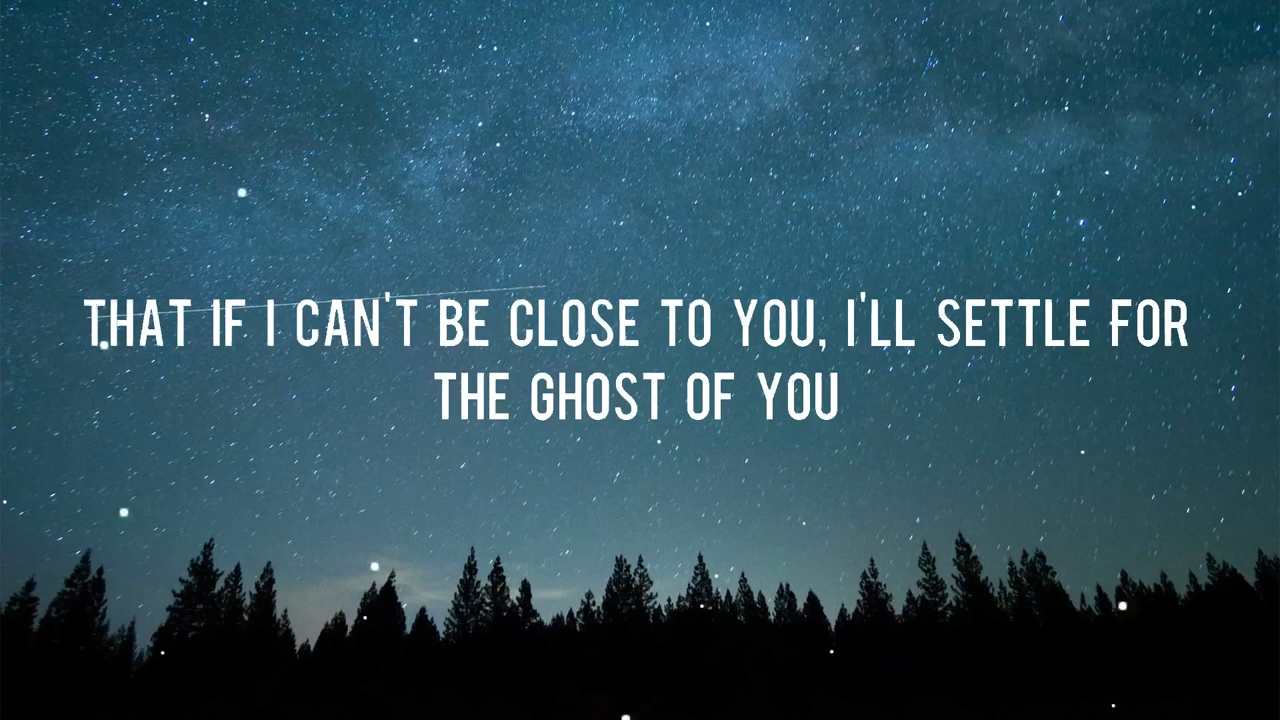 THAT IF I CAN'T BE CLOSE TO YOU, I'LL SETTLE FOR
THE GHOST OF YOU